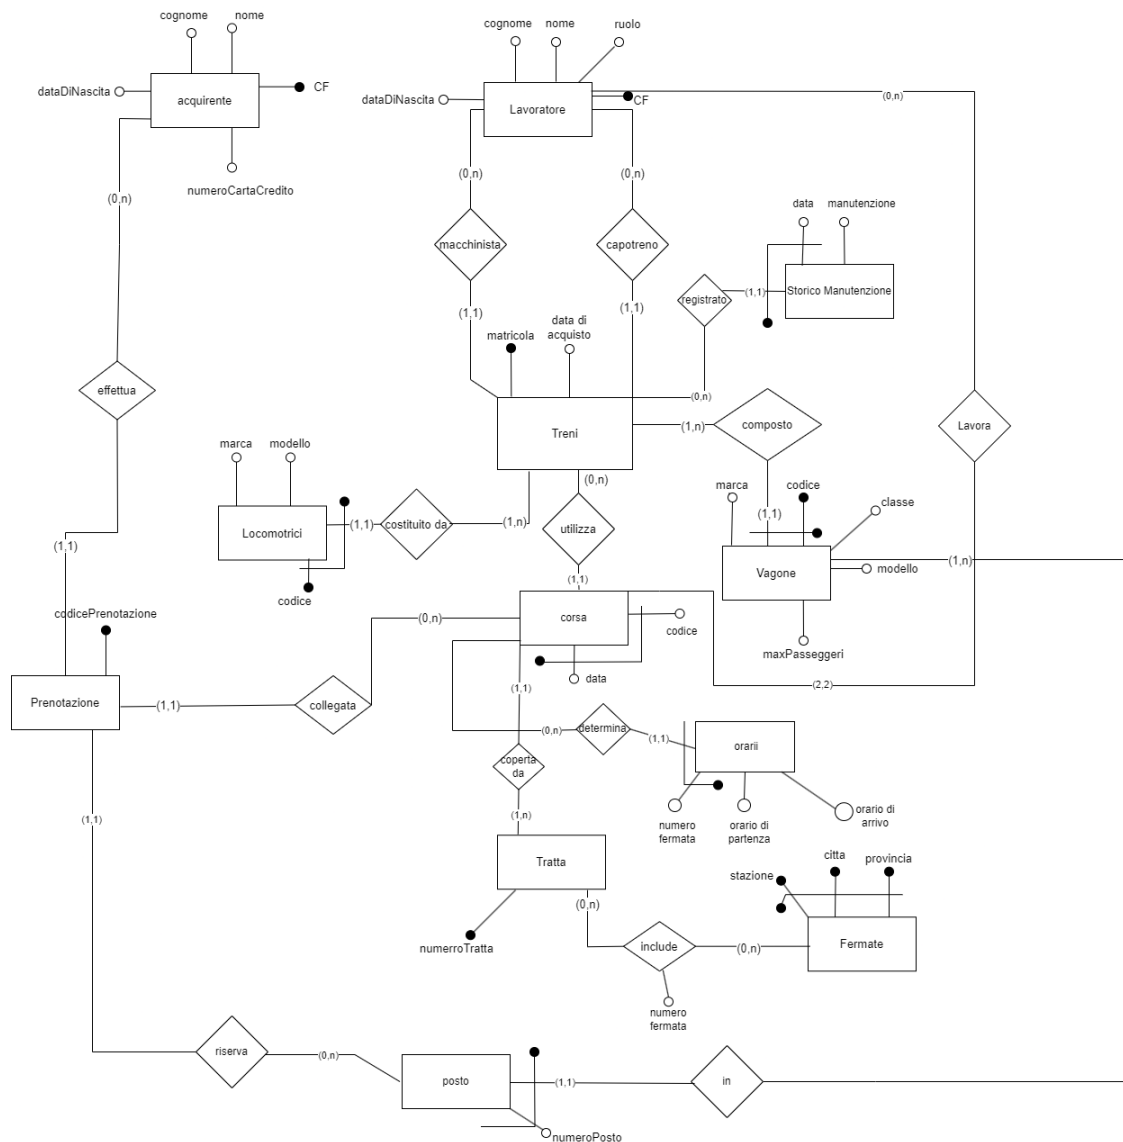 cognome
nome
dataDiNascita
acquirente
CF
numeroCartaCredito
(0,n)
effettua
(1,1)
codicePrenotazione
Prenotazione
(1,1)
collegata
(0,n)
(1,1)
riserva
(0,n)
posto
numeroPosto
(1,1)
in
cognome
nome
ruolo
dataDiNascita
Lavoratore
CF
(0,n)
(0,n)
(0,n)
macchinista
capotreno
(1,1)
(1,1)
data
manutenzione
Storico Manutenzione
(1,1)
registrato
(0,n)
matricola
data di
acquisto
Treni
(1,n)
composto
(1,1)
Lavora
(2,2)
marca
modello
Locomotrici
codice
(1,1)
costituito da
(1,n)
(0,n)
utilizza
(1,1)
marca
codice
classe
Vagone
modello
maxPasseggeri
(1,n)
corsa
codice
data
(1,1)
(0,n)
determina
(1,1)
orarii
numero
fermata
orario di
partenza
orario di
arrivo
coperta
da
(1,n)
Tratta
numerroTratta
(0,n)
include
numero
fermata
(0,n)
stazione
citta
provincia
Fermate